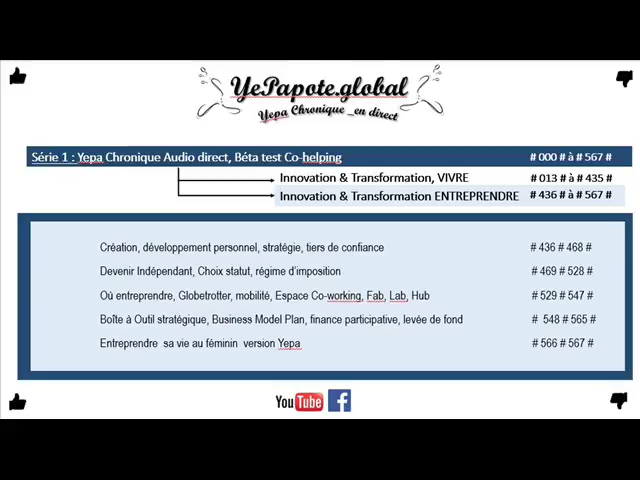 YePapote.global
Yepa Chronique _en direct
Série 1 : Yepa Chronique Audio direct, Béta test Co-helping # 000 # à # 567 #
Innovation & Transformation, VIVRE # 013 # à # 435 #
Innovation & Transformation ENTREPRENDRE # 436 # à # 567 #
Création, développement personnel, stratégie, tiers de confiance # 436 # 468 #
Devenir Indépendant, Choix statut, régime d'imposition # 469 # 528 #
Où entreprendre, Globetrotter, mobilité, Espace Co-working, Fab, Lab, Hub # 529 # 547 #
Boîte à Outil stratégique, Business Model Plan, finance participative, levée de fond # 548 # 565 #
Entreprendre sa vie au féminin version Yepa # 566 # 567 #
YouTube f